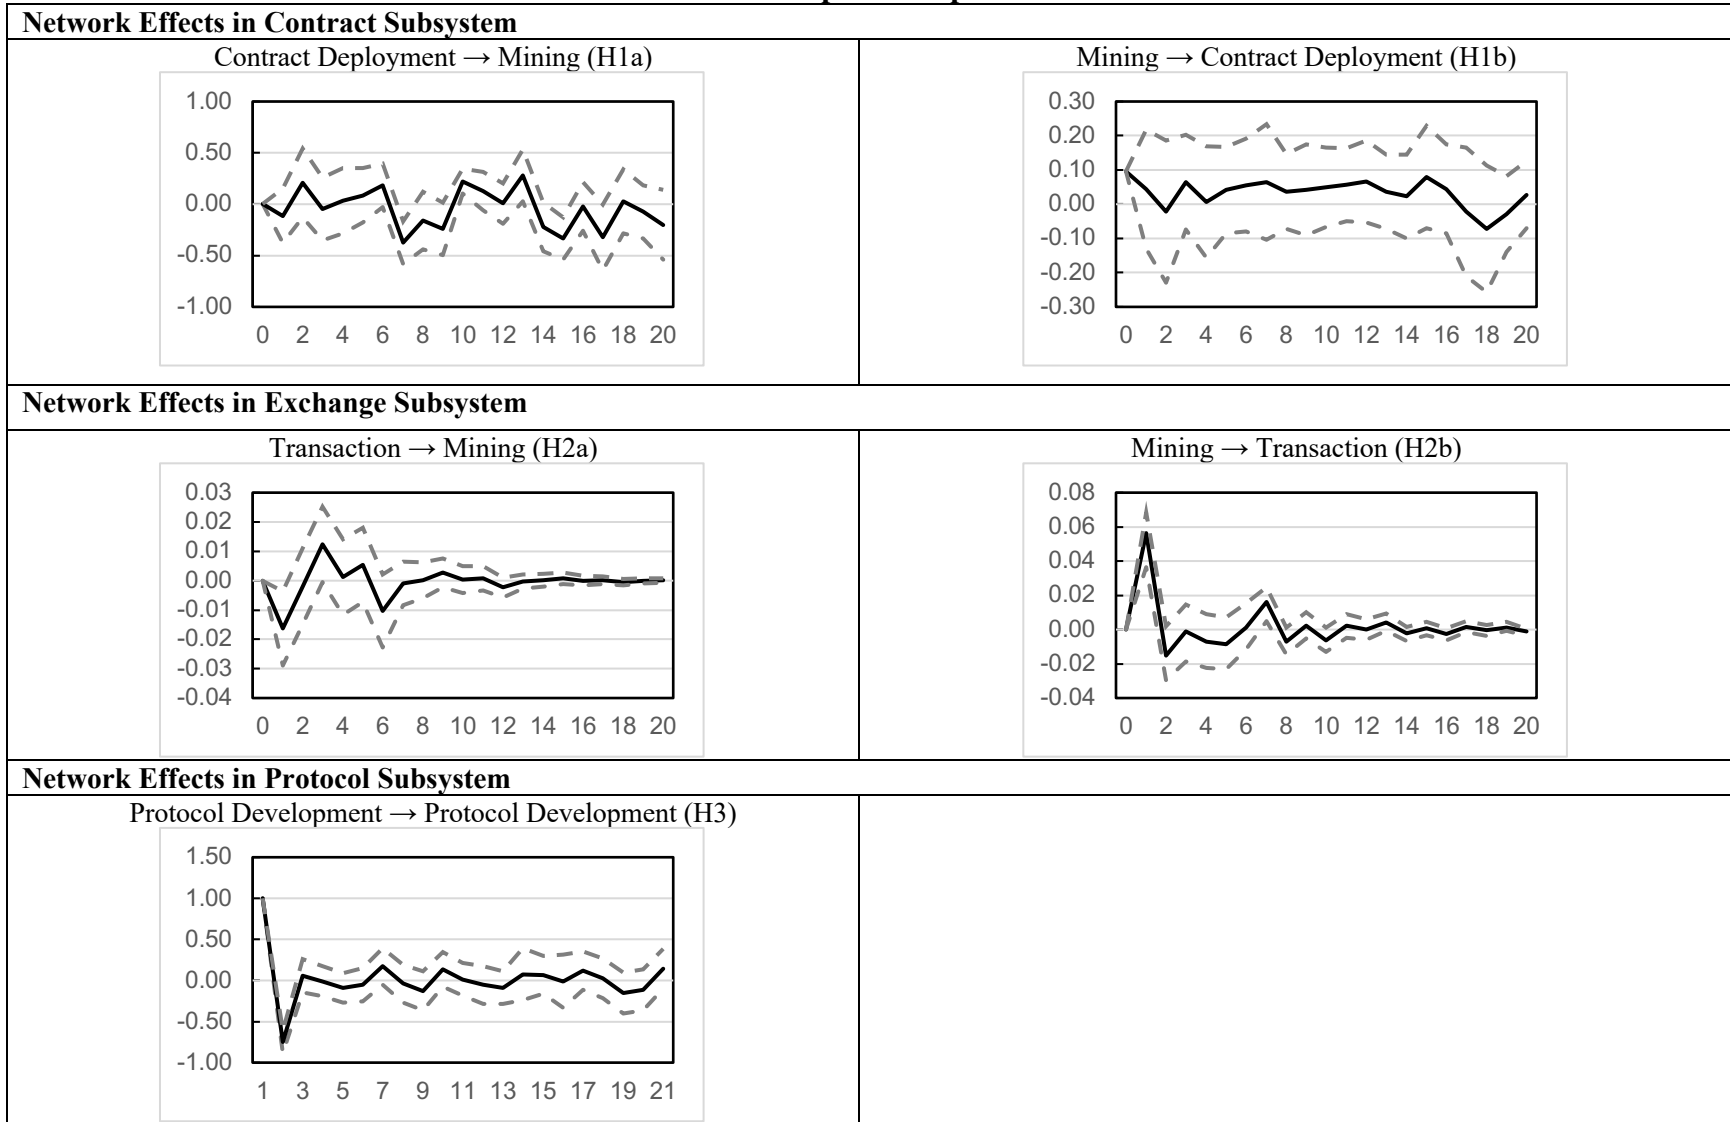 Network Effects in Contract Subsystem
Contract Deployment → Mining (H1a)
1.00
0.50
0.00
-0.50
-1.00
0 2 4 6 8 10 12 14 16 18 20
Mining → Contract Deployment (H1b)
0.30
0.20
0.10
0.00
-0.10
-0.20
-0.30
0 2 4 6 8 10 12 14 16 18 20
Network Effects in Exchange Subsystem
Transaction → Mining (H2a)
0.03
0.02
0.01
0.00
-0.01
-0.02
-0.03
-0.04
0 2 4 6 8 10 12 14 16 18 20
Mining → Transaction (H2b)
0.08
0.06
0.04
0.02
0.00
-0.02
-0.04
0 2 4 6 8 10 12 14 16 18 20
Network Effects in Protocol Subsystem
Protocol Development → Protocol Development (H3)
1.50
1.00
0.50
0.00
-0.50
-1.00
1 3 5 7 9 11 13 15 17 19 21